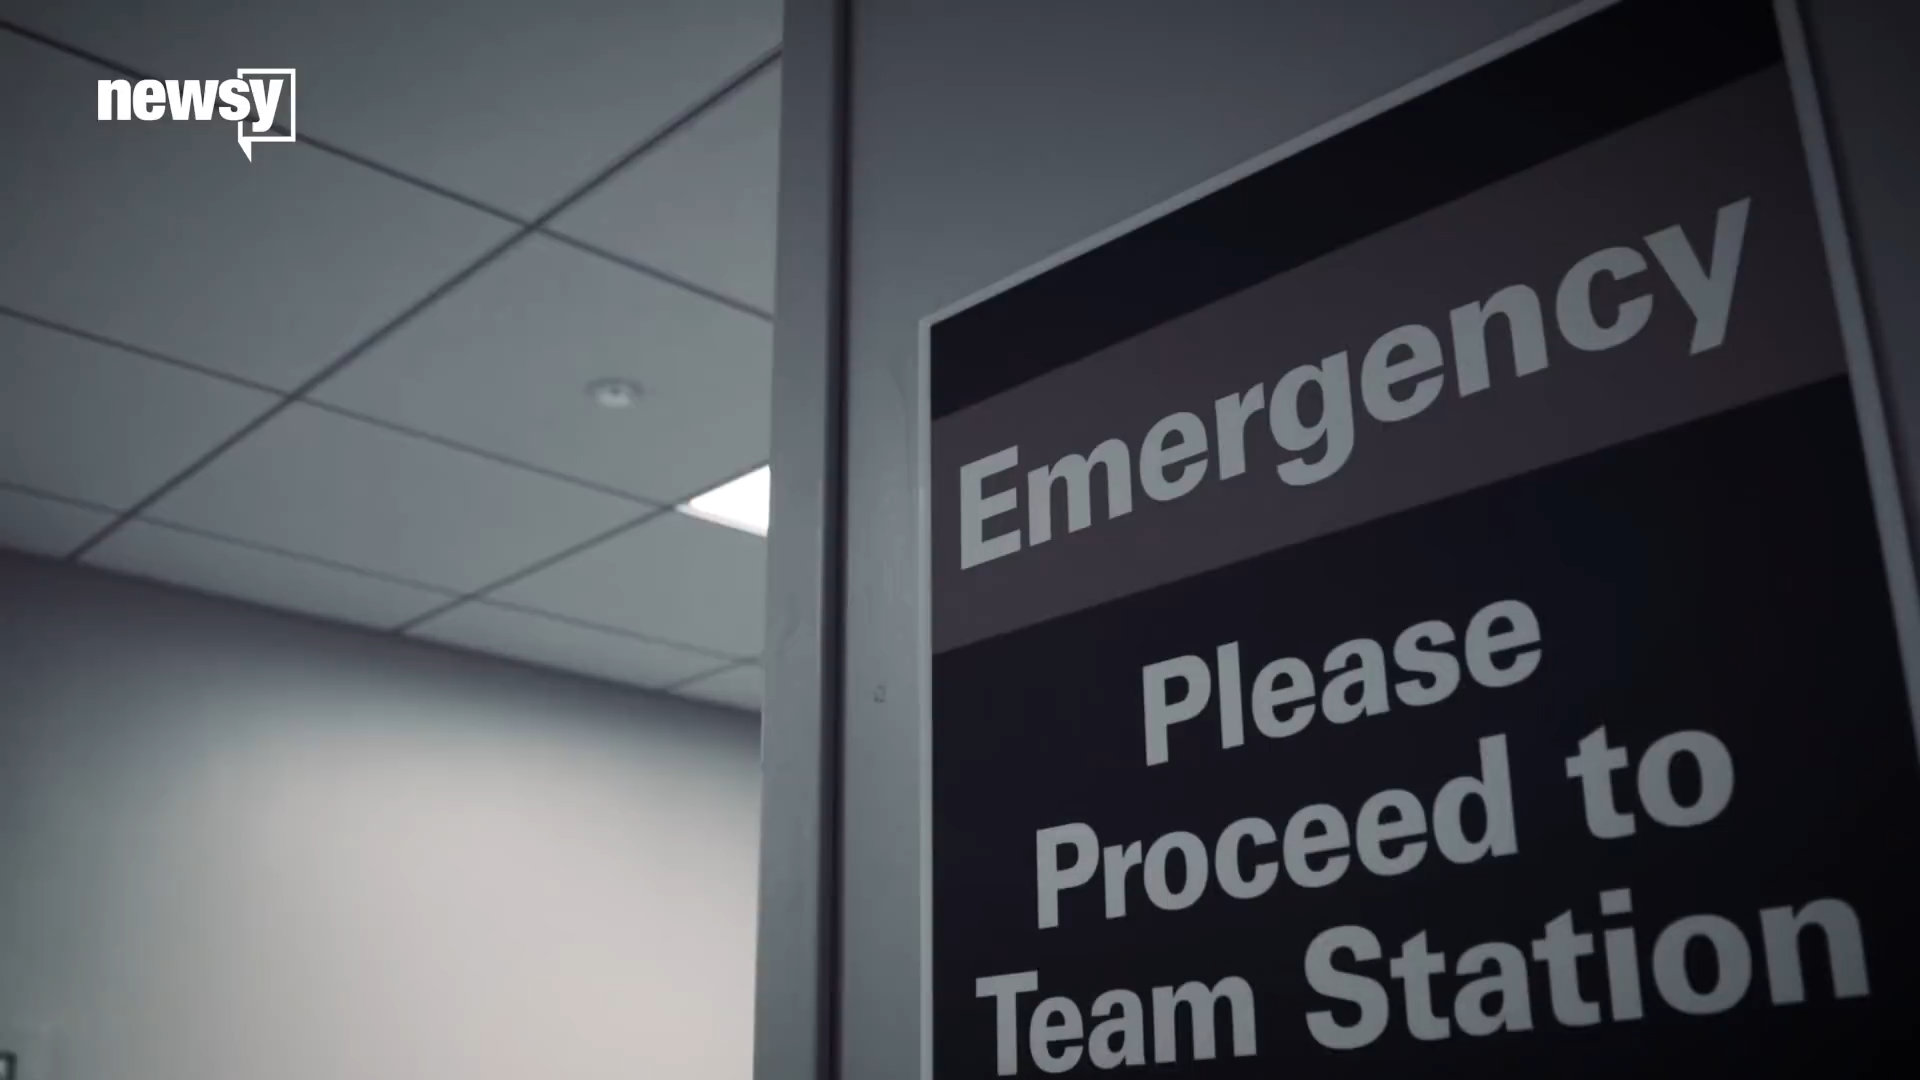 newsy
Emergency
Please
Proceed to
Team Station